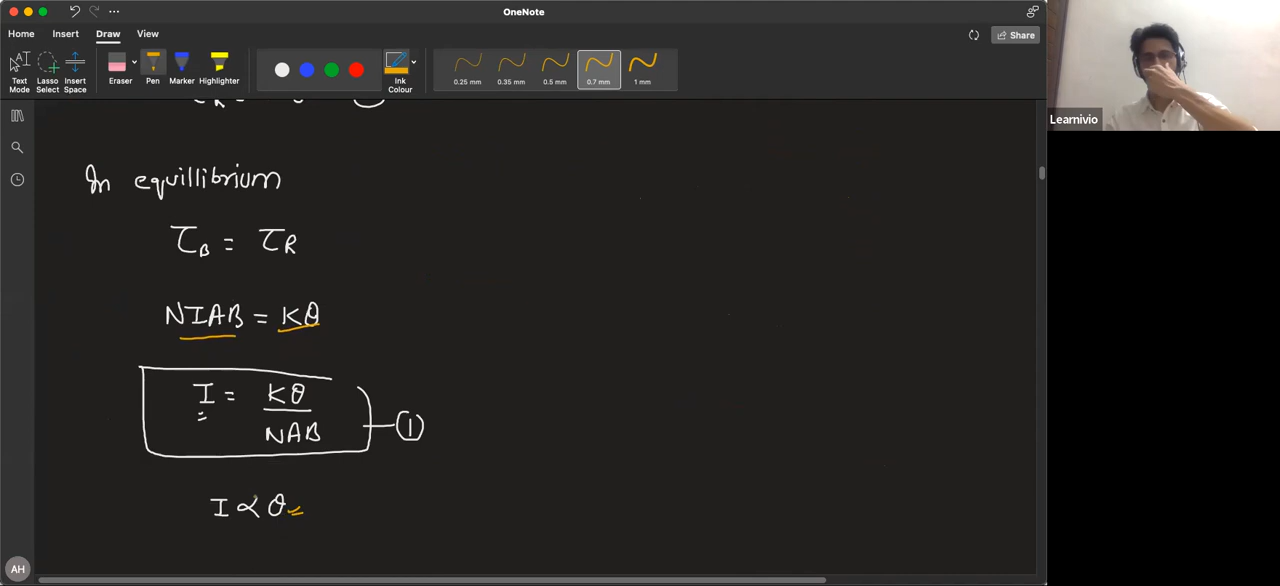 OneNote
Home Insert Draw View
Share
Text Mode
Lasso Select
Insert Space
Eraser
Pen
Marker
Highlighter
Ink Colour
0.25 mm
0.35 mm
0.5 mm
0.7 mm
1 mm
Learnivio
In equillibrium
τB = τR
NIAB = Kθ
I = Kθ
NAB
①
I ∝ θ
AH